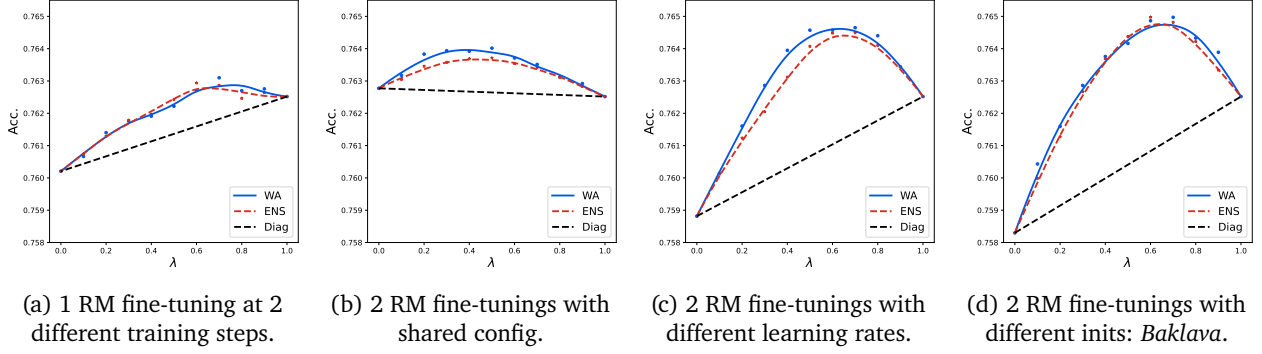 0.765
0.764
0.763
0.762
0.761
0.760
0.759
0.758
Acc.
0.0 0.2 0.4 0.6 0.8 1.0
λ
WA
ENS
Diag
(a) 1 RM fine-tuning at 2
different training steps.
0.765
0.764
0.763
0.762
0.761
0.760
0.759
0.758
Acc.
0.0 0.2 0.4 0.6 0.8 1.0
λ
WA
ENS
Diag
(b) 2 RM fine-tunings with
shared config.
0.765
0.764
0.763
0.762
0.761
0.760
0.759
0.758
Acc.
0.0 0.2 0.4 0.6 0.8 1.0
λ
WA
ENS
Diag
(c) 2 RM fine-tunings with
different learning rates.
0.765
0.764
0.763
0.762
0.761
0.760
0.759
0.758
Acc.
0.0 0.2 0.4 0.6 0.8 1.0
λ
WA
ENS
Diag
(d) 2 RM fine-tunings with
different inits: Baklava.